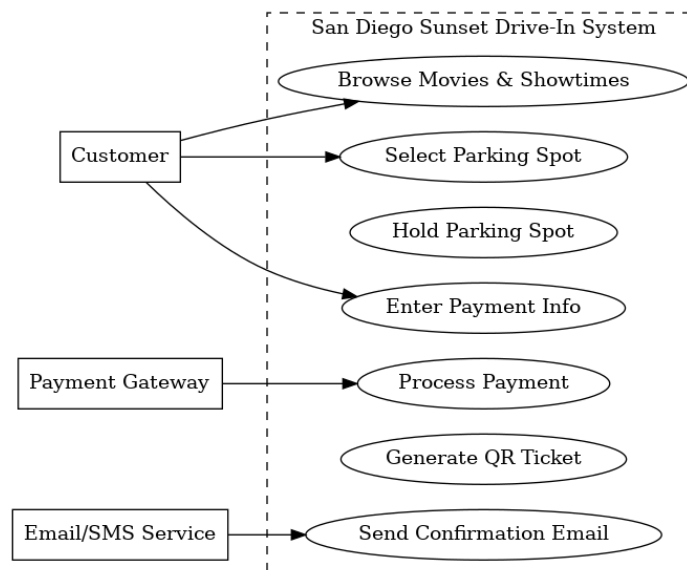 San Diego Sunset Drive-In System
Browse Movies & Showtimes
Customer
Select Parking Spot
Hold Parking Spot
Enter Payment Info
Payment Gateway
Process Payment
Generate QR Ticket
Email/SMS Service
Send Confirmation Email